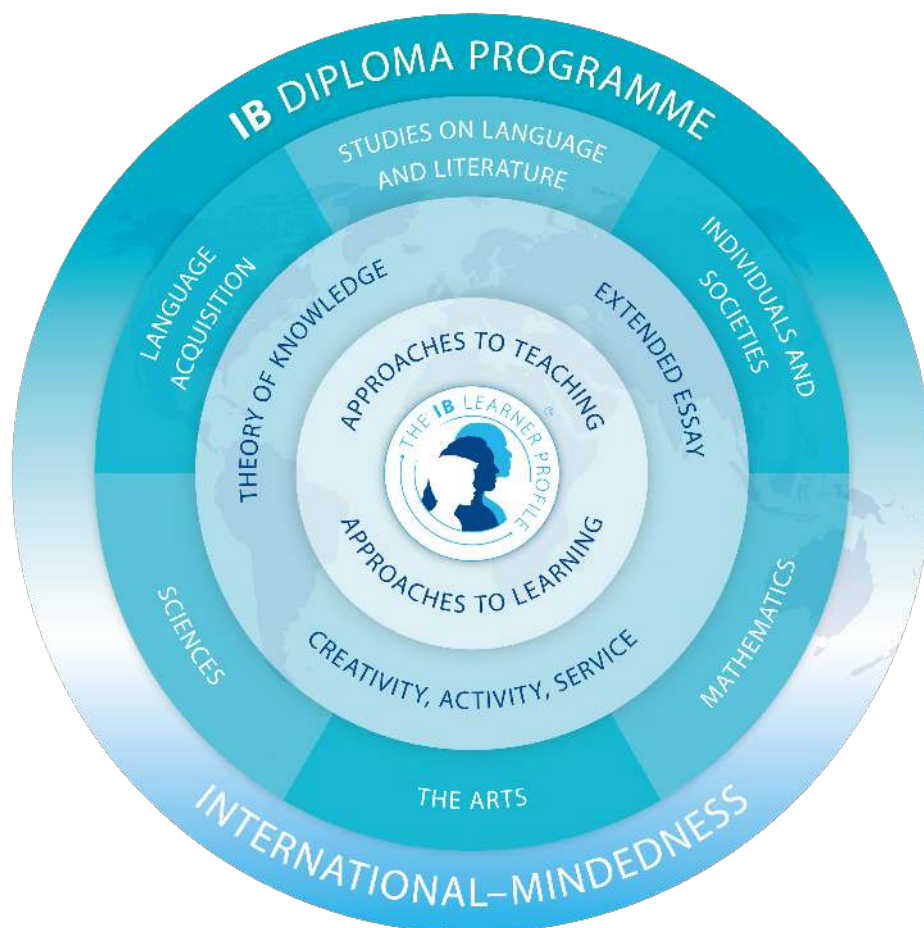 IB DIPLOMA PROGRAMME
STUDIES ON LANGUAGE
AND LITERATURE
LANGUAGE
ACQUISITION
INDIVIDUALS AND
SOCIETIES
THEORY OF KNOWLEDGE
EXTENDED ESSAY
APPROACHES TO TEACHING
• THE IB LEARNER PROFILE •
®
APPROACHES TO LEARNING
SCIENCES
MATHEMATICS
CREATIVITY, ACTIVITY, SERVICE
THE ARTS
INTERNATIONAL–MINDEDNESS